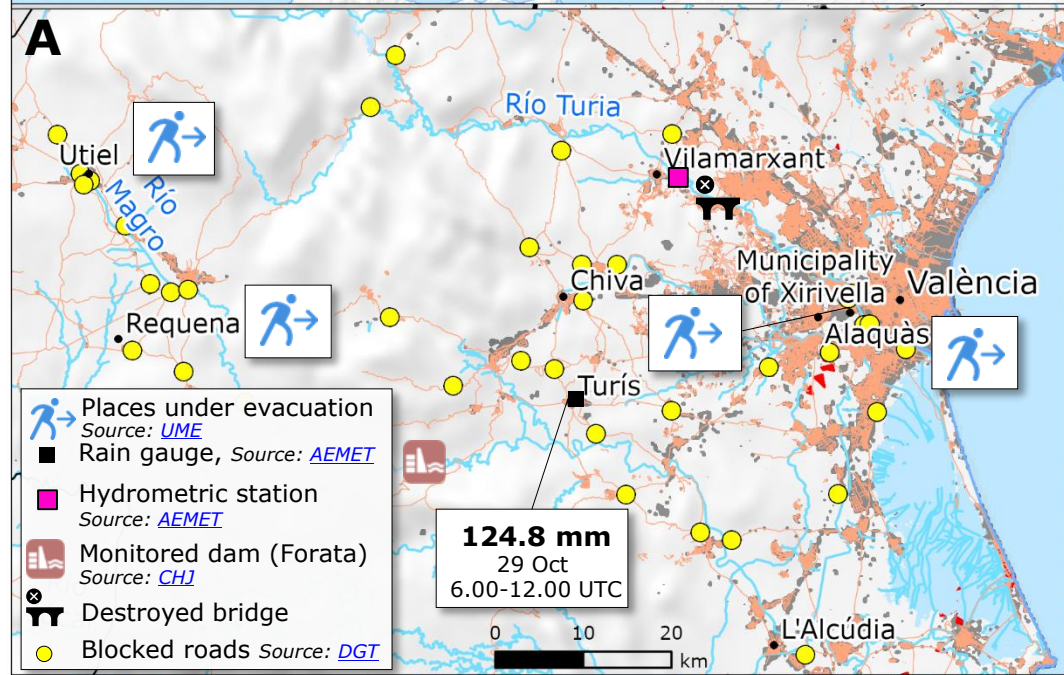 A
Río Turia
Utiel
Río
Magro
Vilamarxant
Municipality
of Xirivella
València
Chiva
Alaquàs
Requena
Turís
Places under evacuation
Source: UME
Rain gauge, Source: AEMET
Hydrometric station
Source: AEMET
Monitored dam (Forata)
Source: CHJ
Destroyed bridge
Blocked roads Source: DGT
124.8 mm
29 Oct
6.00-12.00 UTC
0 10 20
km
L'Alcúdia